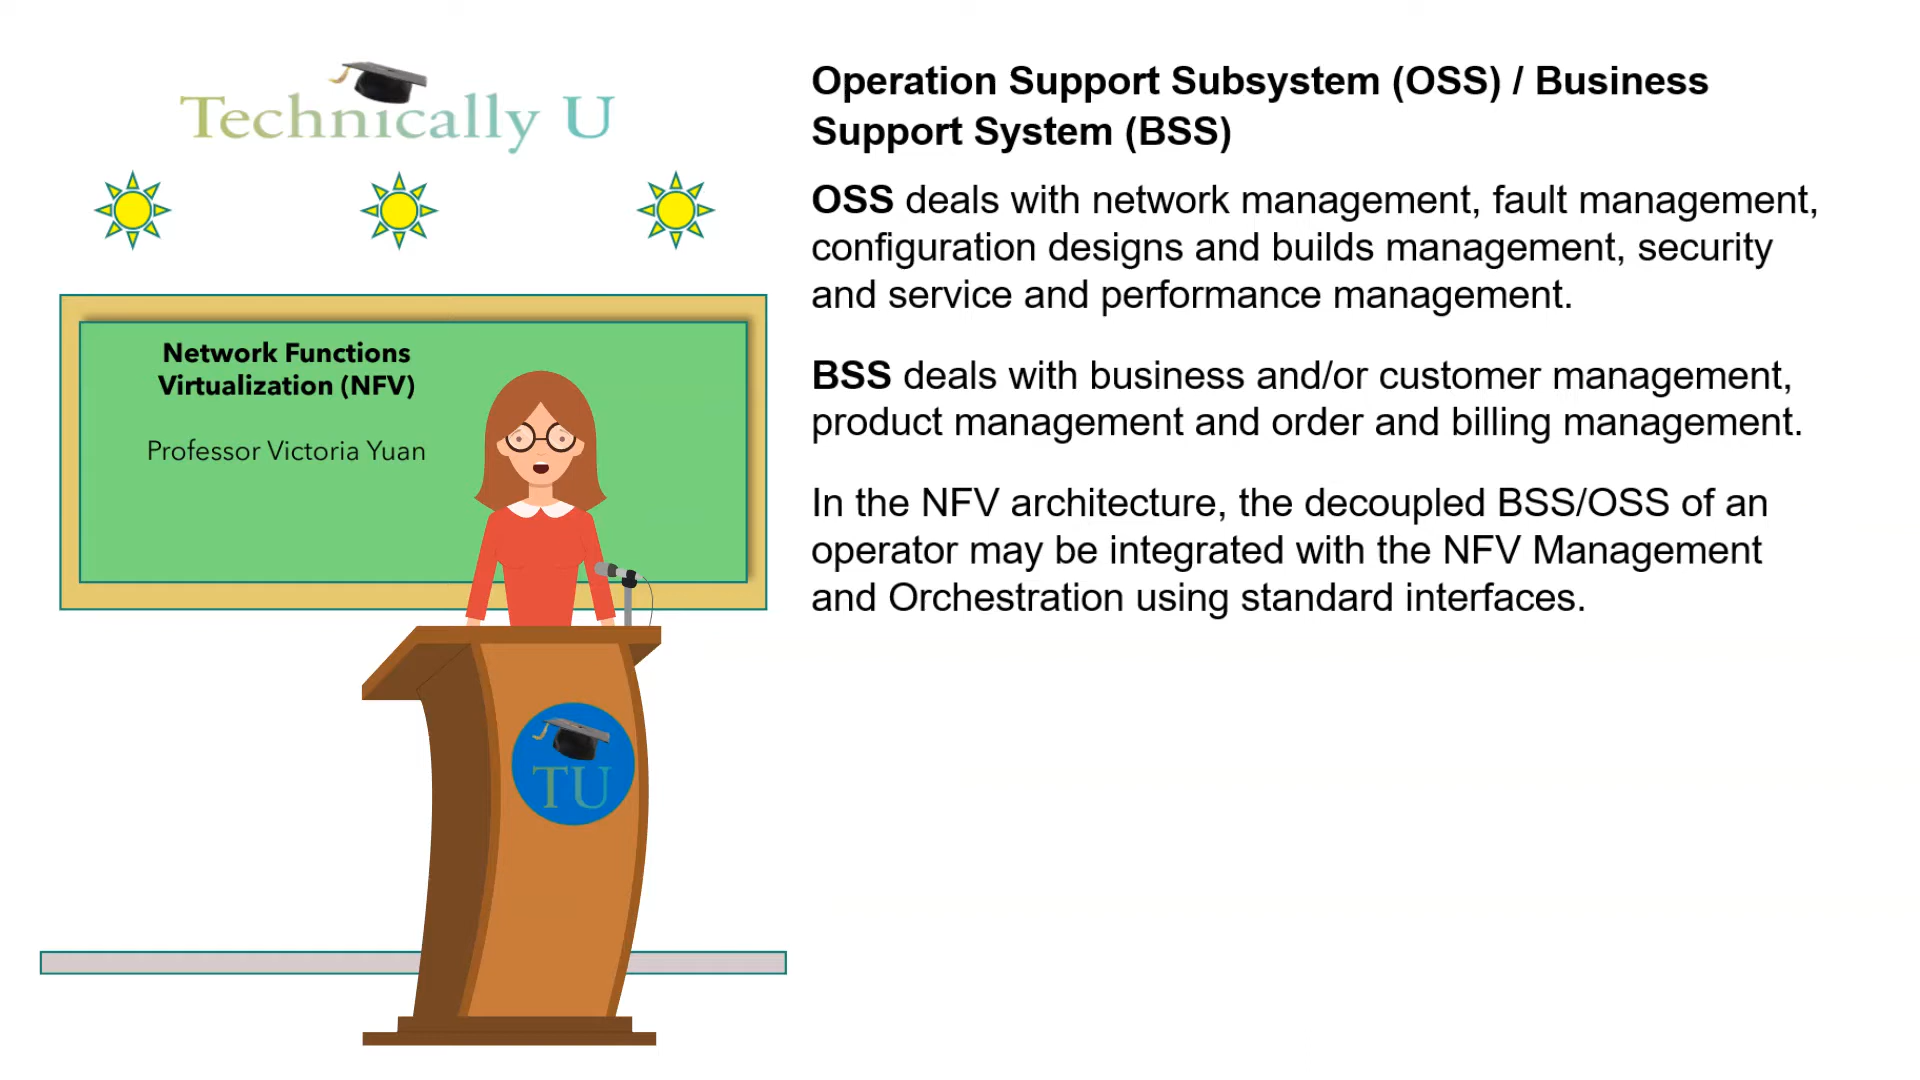 Technically U
Network Functions
Virtualization (NFV)
Professor Victoria Yuan
TU
Operation Support Subsystem (OSS) / Business
Support System (BSS)
OSS deals with network management, fault management,
configuration designs and builds management, security
and service and performance management.
BSS deals with business and/or customer management,
product management and order and billing management.
In the NFV architecture, the decoupled BSS/OSS of an
operator may be integrated with the NFV Management
and Orchestration using standard interfaces.